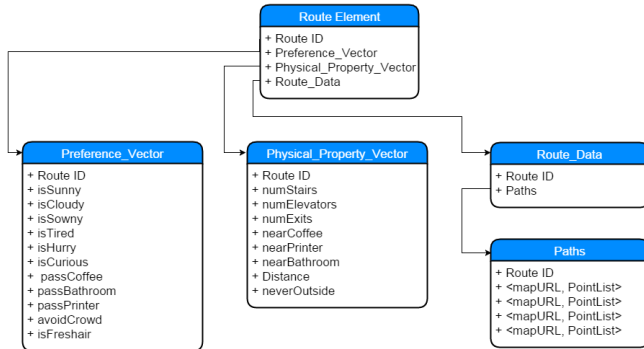 Route Element
+ Route ID
+ Preference_Vector
+ Physical_Property_Vector
+ Route_Data
Preference_Vector
+ Route ID
+ isSunny
+ isCloudy
+ isSowny
+ isTired
+ isHurry
+ isCurious
+ passCoffee
+ passBathroom
+ passPrinter
+ avoidCrowd
+ isFreshair
Physical_Property_Vector
+ Route ID
+ numStairs
+ numElevators
+ numExits
+ nearCoffee
+ nearPrinter
+ nearBathroom
+ Distance
+ neverOutside
Route_Data
+ Route ID
+ Paths
Paths
+ Route ID
+ <mapURL, PointList>
+ <mapURL, PointList>
+ <mapURL, PointList>
+ <mapURL, PointList>